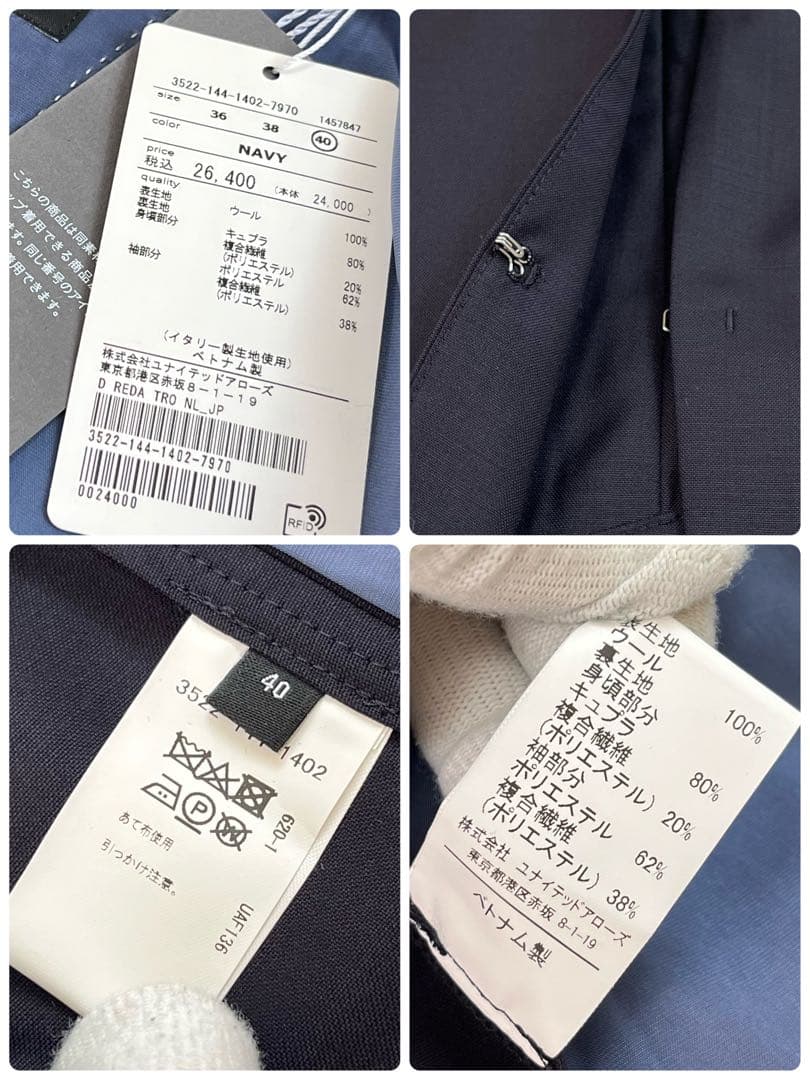 3522-144-1402-7970
1457847
size
36 38 40
color
NAVY
price
税込 26,400 (本体 24,000 )
quality
表生地 ウール 100%
裏生地
身頃部分 キュプラ 80%
複合繊維
(ポリエステル) 20%
袖部分 ポリエステル 62%
複合繊維
(ポリエステル) 38%
(イタリー製生地使用)
ベトナム製
株式会社ユナイテッドアローズ
東京都港区赤坂8-1-19
D REDA TRO NL_JP
3522-144-1402-7970
0024000
RFID
こちらの商品は同素材
ップ着用できる商品
ます。同じ番号のアイ
着用できます。
40
3522
1402
P
W
620-1
あて布使用
引っかけ注意。
UAF136
表生地
ウール 100%
裏生地
身頃部分
キュプラ 80%
複合繊維
(ポリエステル) 20%
袖部分
ポリエステル 62%
複合繊維
(ポリエステル) 38%
株式会社 ユナイテッドアローズ
東京都港区赤坂 8-1-19
ベトナム製